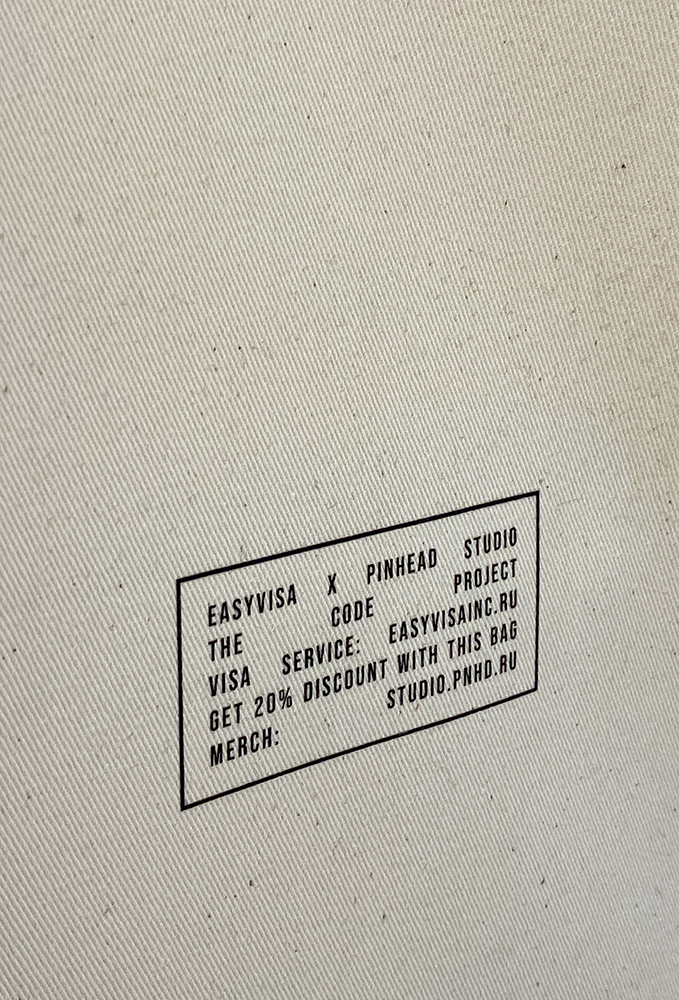 EASYVISA X PINHEAD STUDIO
THE CODE PROJECT
VISA SERVICE: EASYVISAINC.RU
GET 20% DISCOUNT WITH THIS BAG
MERCH: STUDIO.PNHD.RU